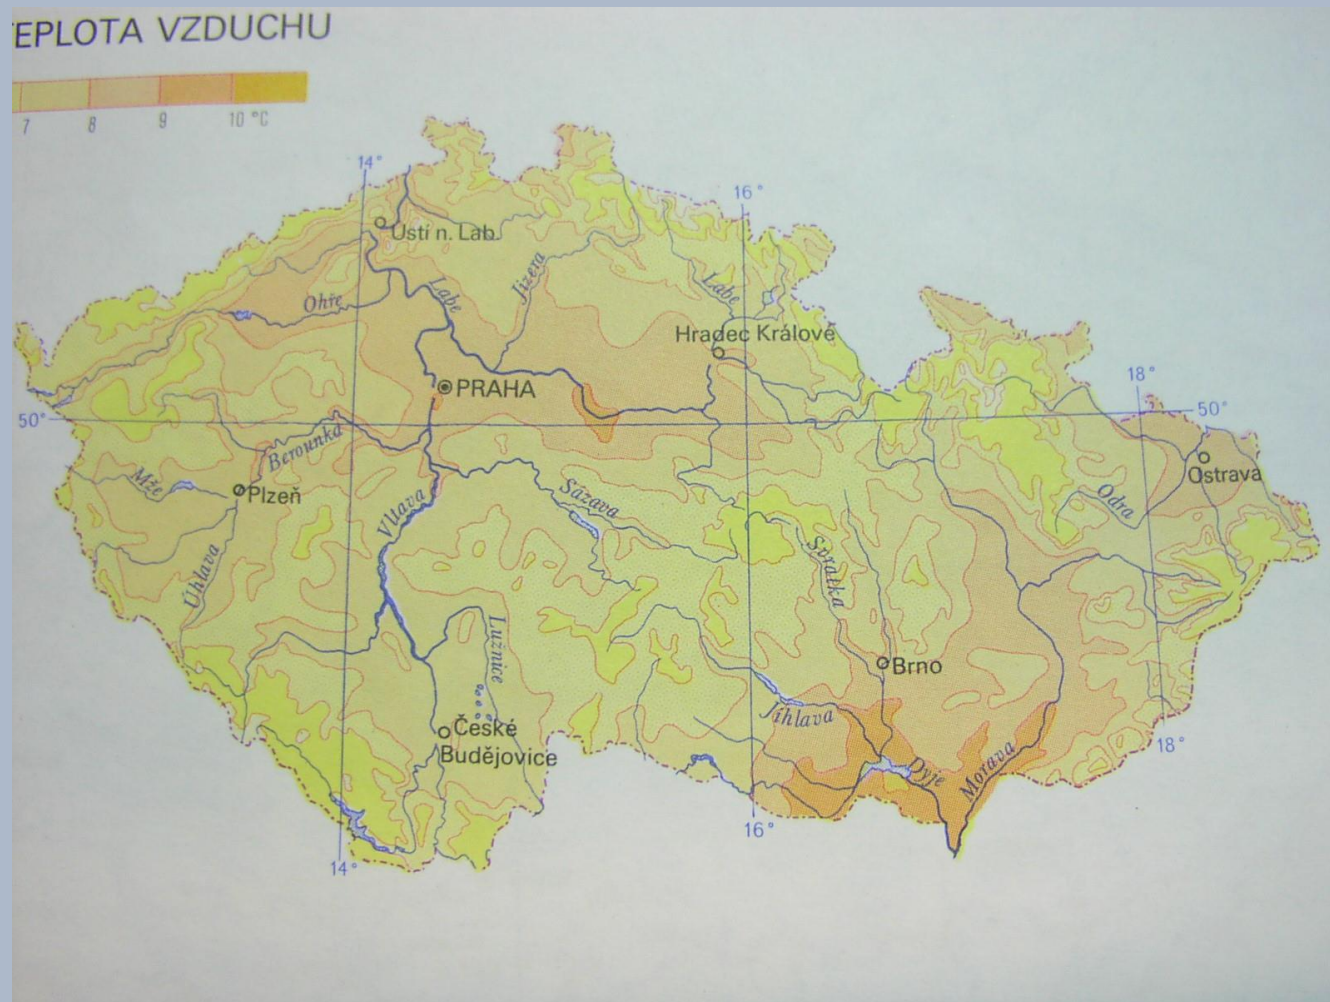 TEPLOTA VZDUCHU
7 8 9 10 °C
14°
16°
Ústí n. Lab.
Jizera
Labe
Ohře
Labe
Hradec Králové
18°
PRAHA
50°
50°
Berounka
Mže
Plzeň
Ostrava
Odra
Sázava
Vltava
Svratka
Úhlava
Lužnice
Brno
Jihlava
České
Budějovice
Dyje
Morava
18°
16°
14°